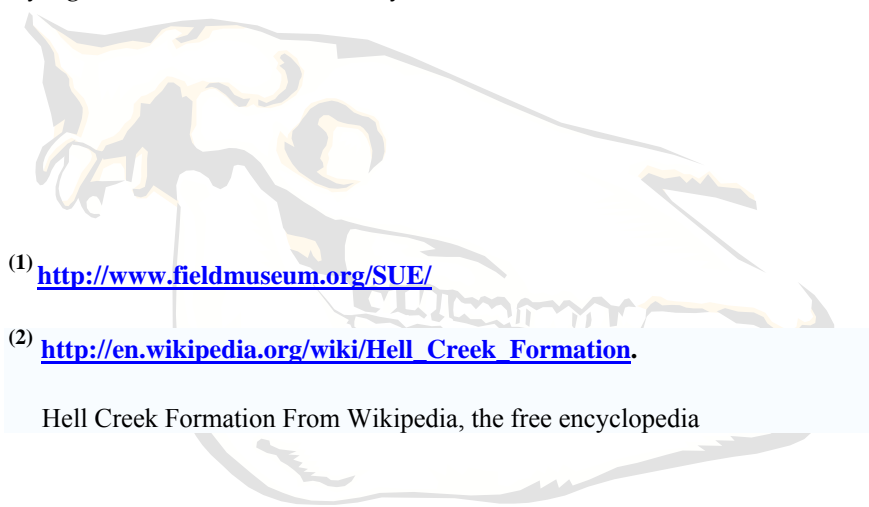 (1) http://www.fieldmuseum.org/SUE/
(2) http://en.wikipedia.org/wiki/Hell_Creek_Formation.
Hell Creek Formation From Wikipedia, the free encyclopedia